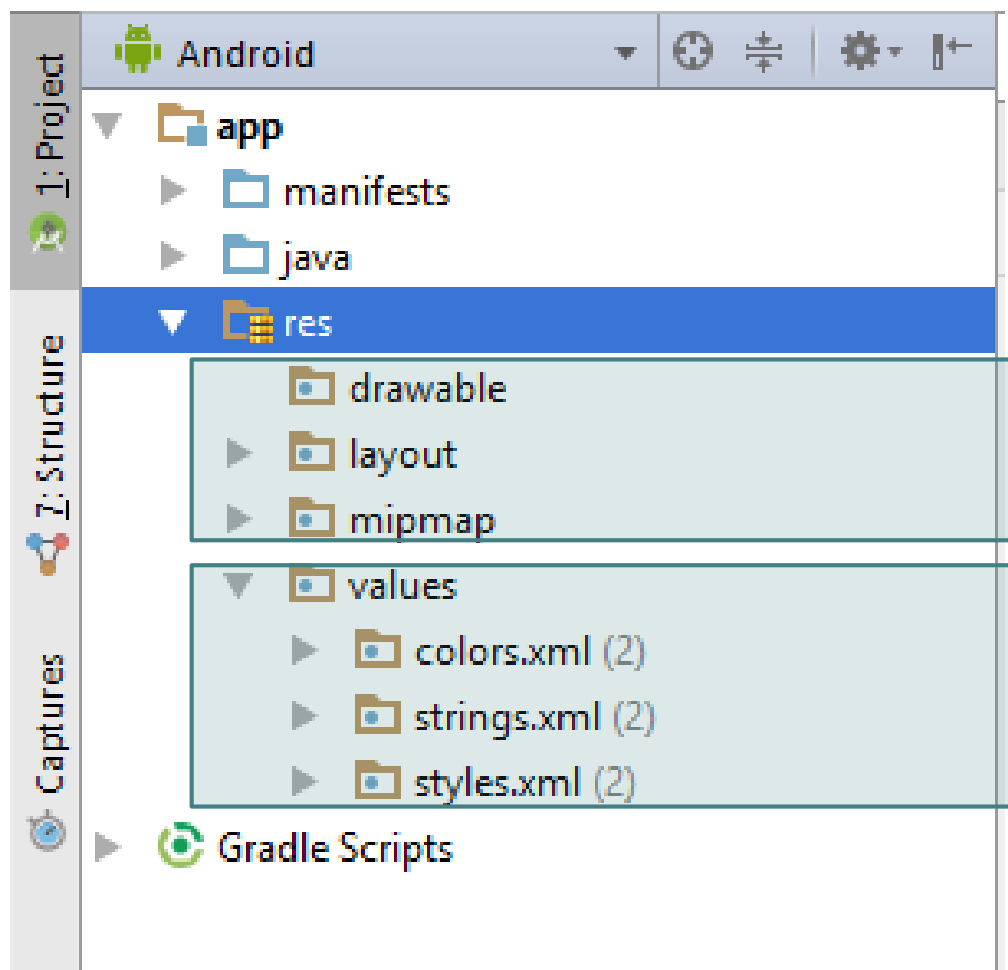 Android
app
manifests
java
res
drawable
layout
mipmap
values
colors.xml (2)
strings.xml (2)
styles.xml (2)
Gradle Scripts
1: Project
7: Structure
Captures